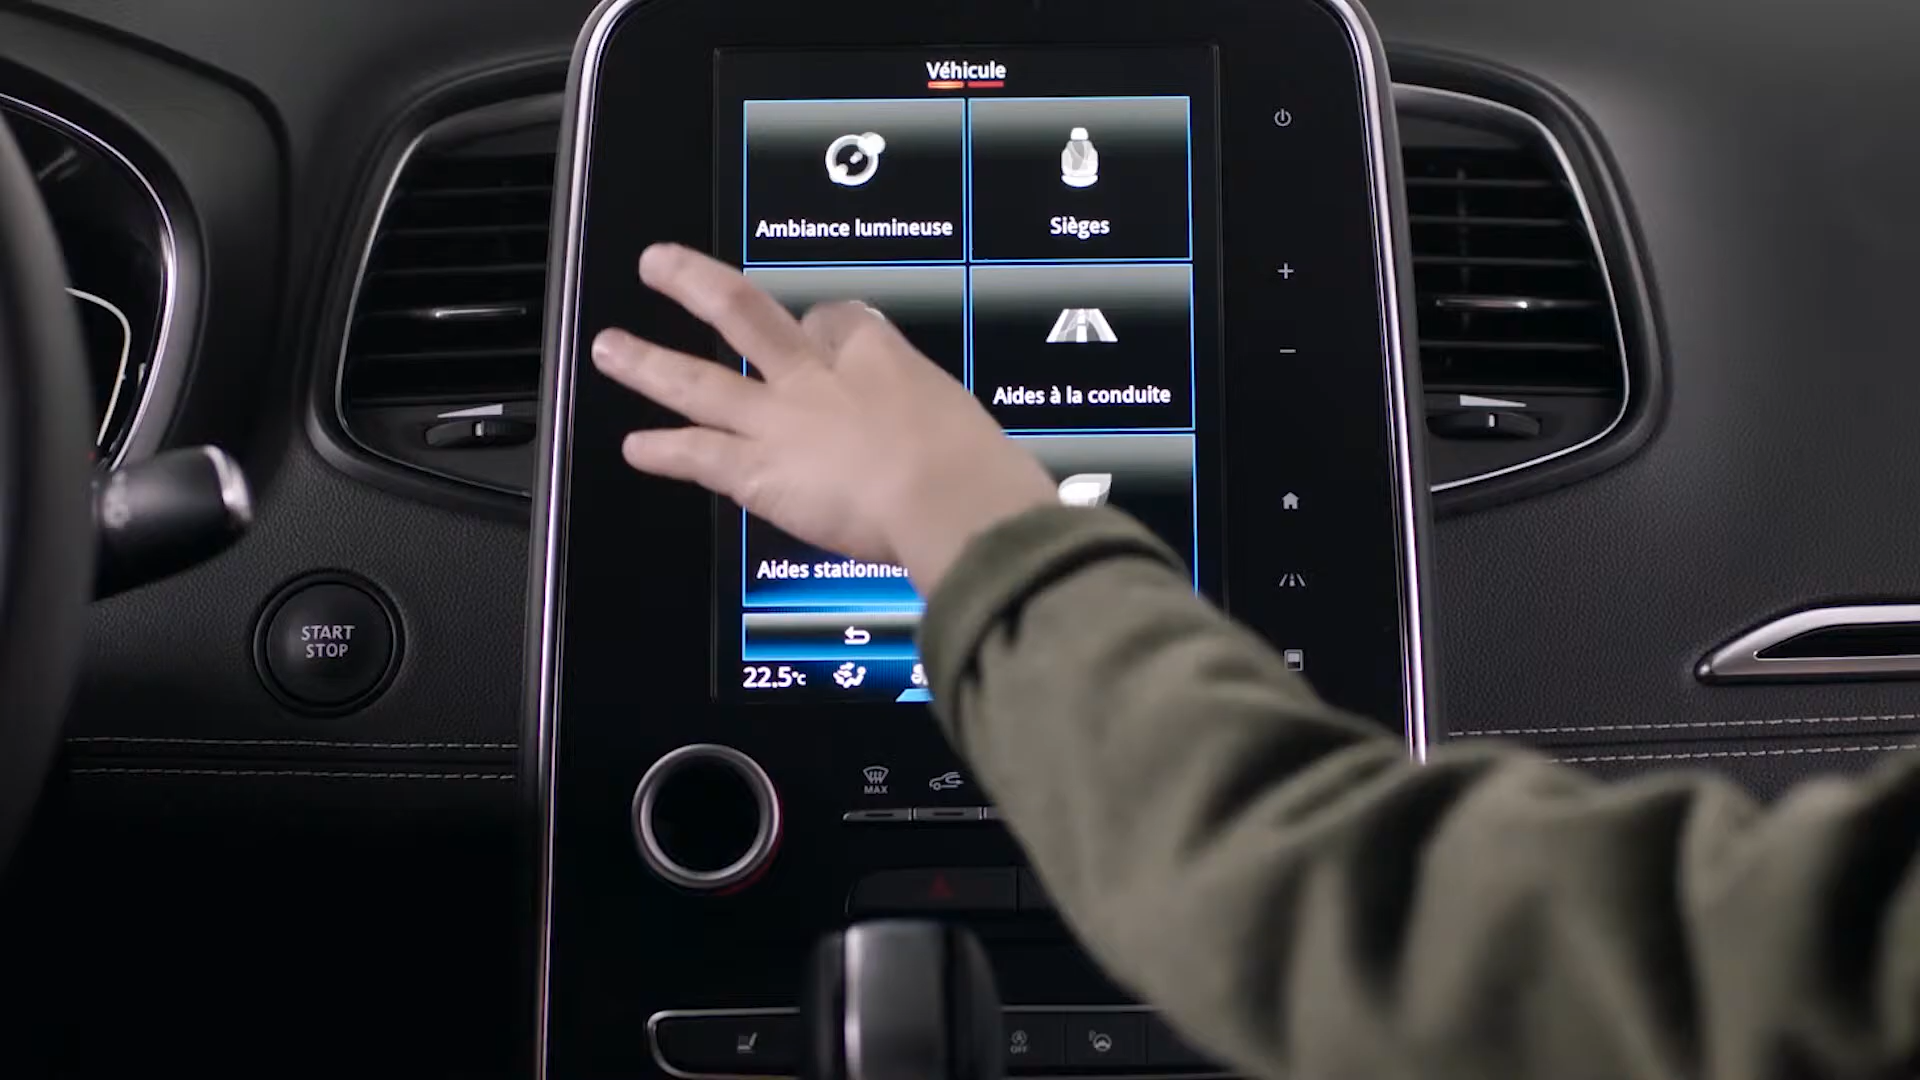 Véhicule
Ambiance lumineuse
Sièges
Aides à la conduite
Aides stationne
START
STOP
22.5°c
MAX
OFF